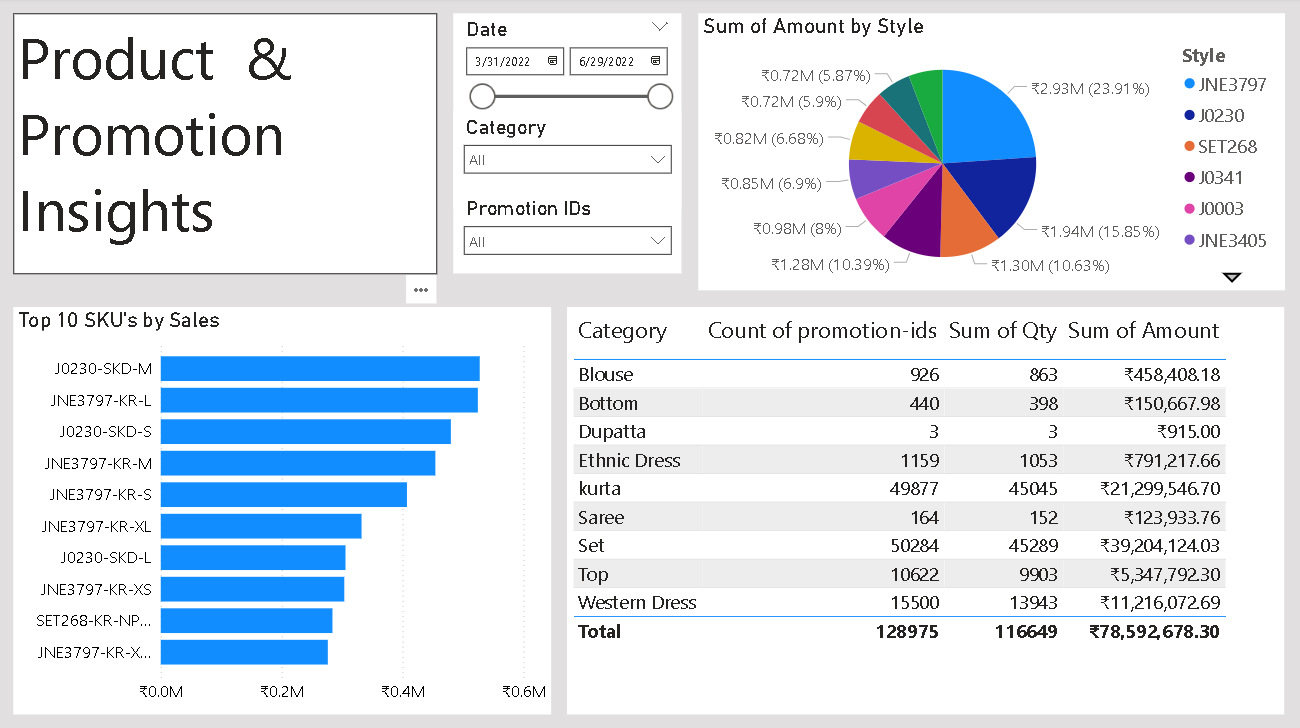 Product & 
Promotion
Insights
Date
3/31/2022 6/29/2022
Category
All
Promotion IDs
All
Sum of Amount by Style
₹0.72M (5.87%)
₹0.72M (5.9%)
₹0.82M (6.68%)
₹0.85M (6.9%)
₹0.98M (8%)
₹1.28M (10.39%)
₹2.93M (23.91%)
₹1.94M (15.85%)
₹1.30M (10.63%)
Style
JNE3797
J0230
SET268
J0341
J0003
JNE3405
Top 10 SKU's by Sales
J0230-SKD-M
JNE3797-KR-L
J0230-SKD-S
JNE3797-KR-M
JNE3797-KR-S
JNE3797-KR-XL
J0230-SKD-L
JNE3797-KR-XS
SET268-KR-NP...
JNE3797-KR-X...
₹0.0M ₹0.2M ₹0.4M ₹0.6M
Category Count of promotion-ids Sum of Qty Sum of Amount
Blouse 926 863 ₹458,408.18
Bottom 440 398 ₹150,667.98
Dupatta 3 3 ₹915.00
Ethnic Dress 1159 1053 ₹791,217.66
kurta 49877 45045 ₹21,299,546.70
Saree 164 152 ₹123,933.76
Set 50284 45289 ₹39,204,124.03
Top 10622 9903 ₹5,347,792.30
Western Dress 15500 13943 ₹11,216,072.69
Total 128975 116649 ₹78,592,678.30